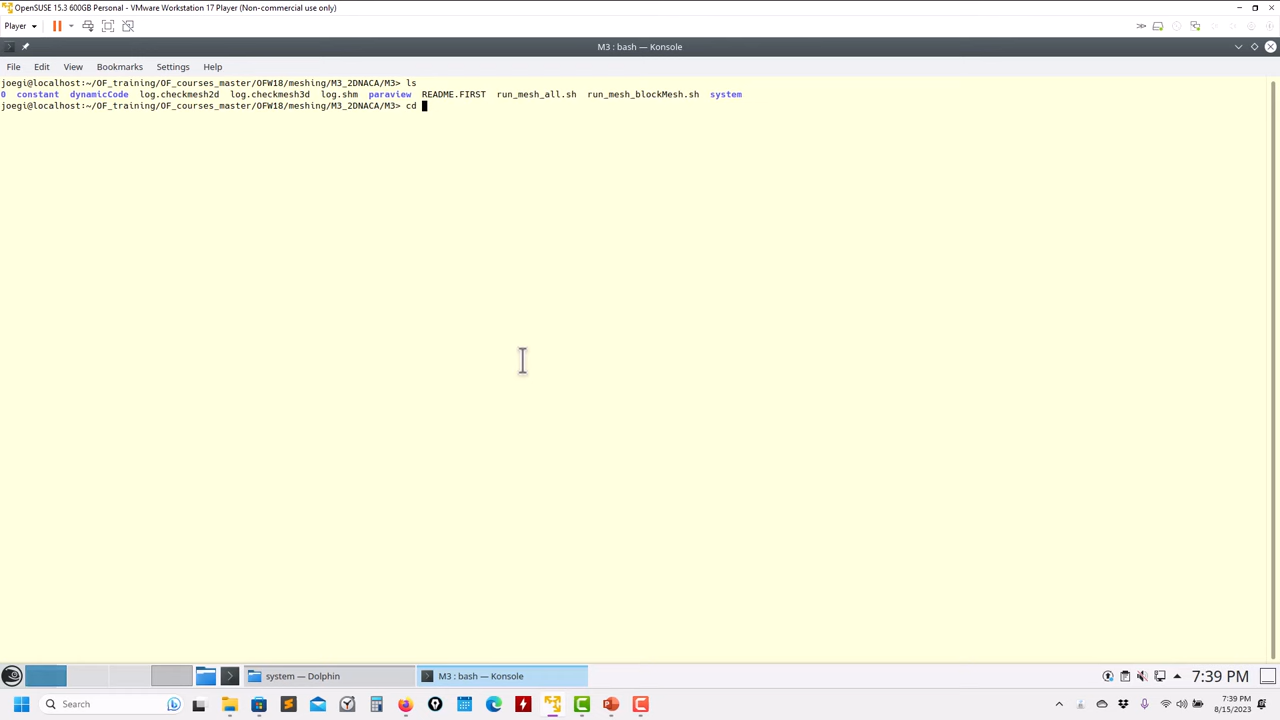 OpenSUSE 15.3 600GB Personal - VMware Workstation 17 Player (Non-commercial use only)
Player
M3 : bash — Konsole
File Edit View Bookmarks Settings Help
joegi@localhost:~/OF_training/OF_courses_master/OFW18/meshing/M3_2DNACA/M3> ls
0 constant dynamicCode log.checkmesh2d log.checkmesh3d log.shm paraview README.FIRST run_mesh_all.sh run_mesh_blockMesh.sh system
joegi@localhost:~/OF_training/OF_courses_master/OFW18/meshing/M3_2DNACA/M3> cd
system — Dolphin
M3 : bash — Konsole
7:39 PM
Search
7:39 PM
8/15/2023